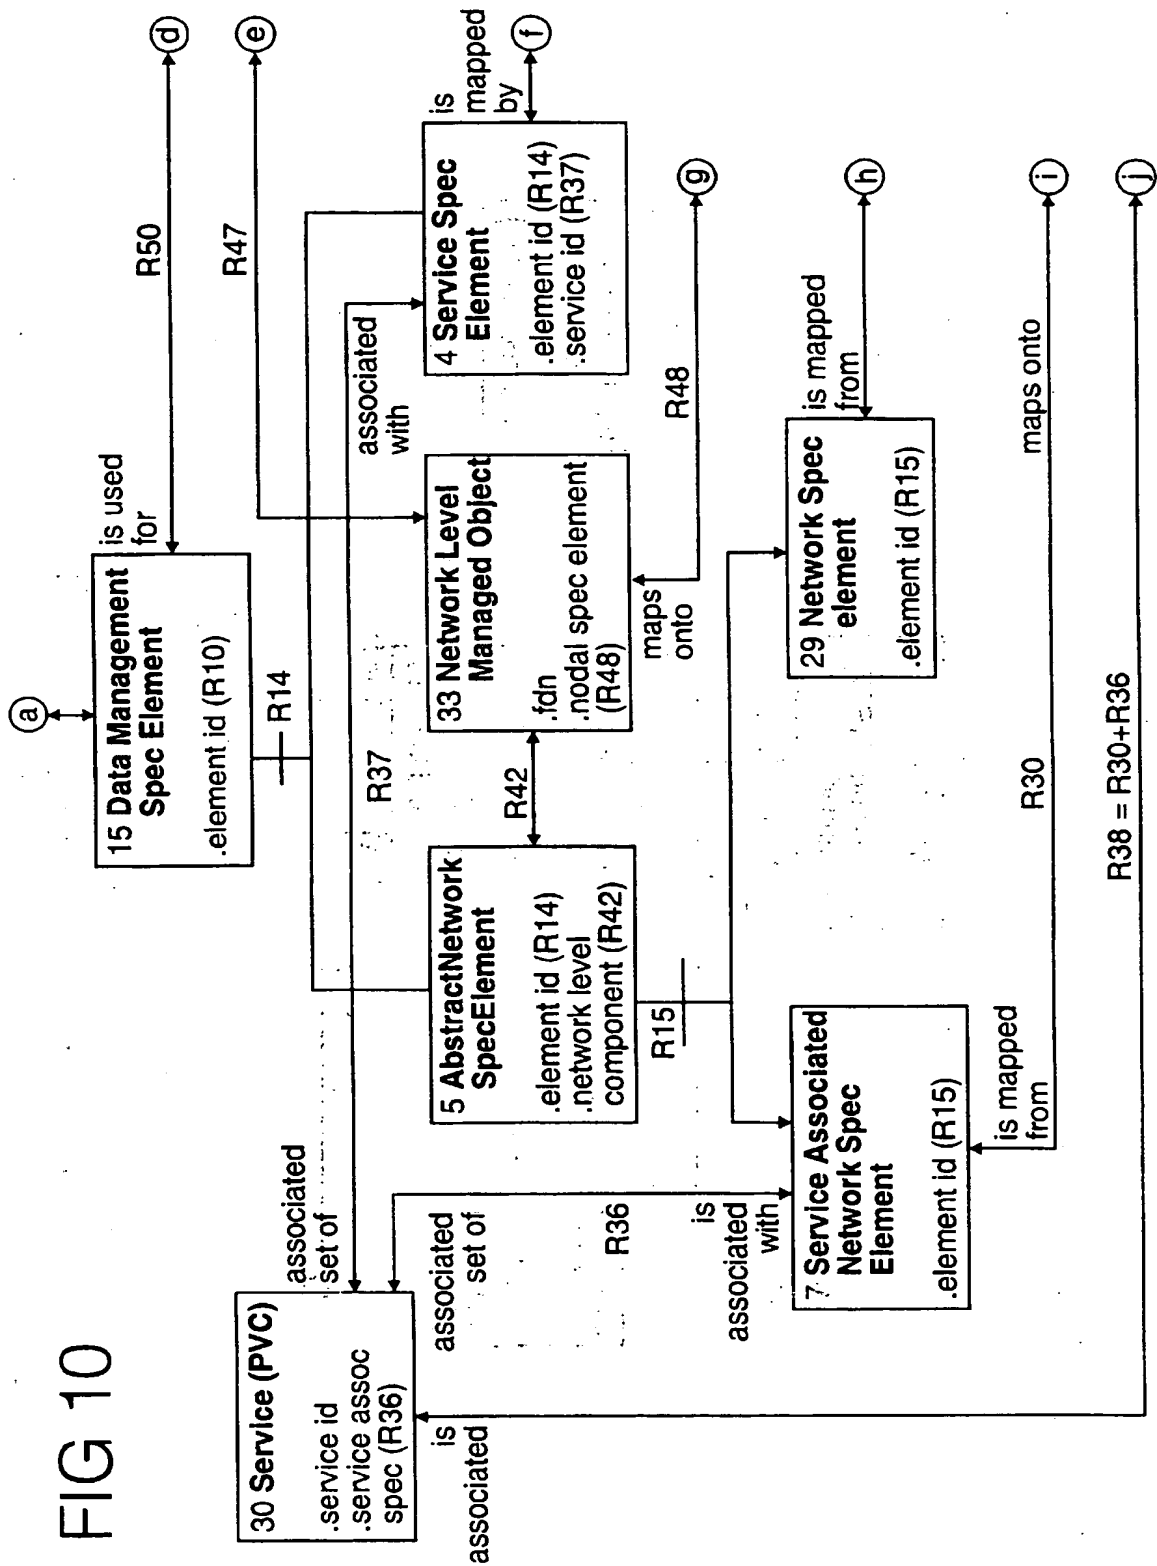 FIG 10
a
15 Data Management
Spec Element
.element id (R10)
is used
for
R50
d
R14
R47
e
30 Service (PVC)
.service id
.service assoc
spec (R36)
associated
set of
R37
associated
with
4 Service Spec
Element
.element id (R14)
.service id (R37)
is
mapped
by
f
5 AbstractNetwork
SpecElement
.element id (R14)
.network level
component (R42)
R42
33 Network Level
Managed Object
.fdn
.nodal spec element
(R48)
maps
onto
R48
g
is
associated
associated
set of
R36
is
associated
with
R15
7 Service Associated
Network Spec
Element
.element id (R15)
29 Network Spec
element
.element id (R15)
is mapped
from
h
is mapped
from
R30
maps onto
i
R38 = R30+R36
j